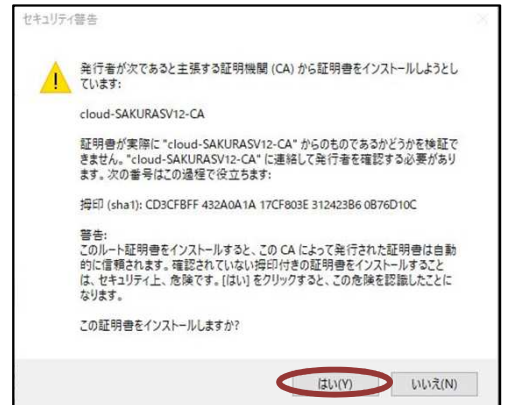 セキュリティ警告
発行者が次であると主張する証明機関 (CA) から証明書をインストールしようとし
ています:
cloud-SAKURASV12-CA
証明書が実際に "cloud-SAKURASV12-CA" からのものであるかどうかを検証で
きません。"cloud-SAKURASV12-CA" に連絡して発行者を確認する必要があり
ます。次の番号はこの過程で役立ちます:
拇印 (sha1): CD3CFBFF 432A0A1A 17CF803E 312423B6 0B76D10C
警告:
このルート証明書をインストールすると、この CA によって発行された証明書は自動
的に信頼されます。確認されていない拇印付きの証明書をインストールすること
は、セキュリティ上、危険です。[はい] をクリックすると、この危険を認識したことに
なります。
この証明書をインストールしますか?
はい(Y)
いいえ(N)